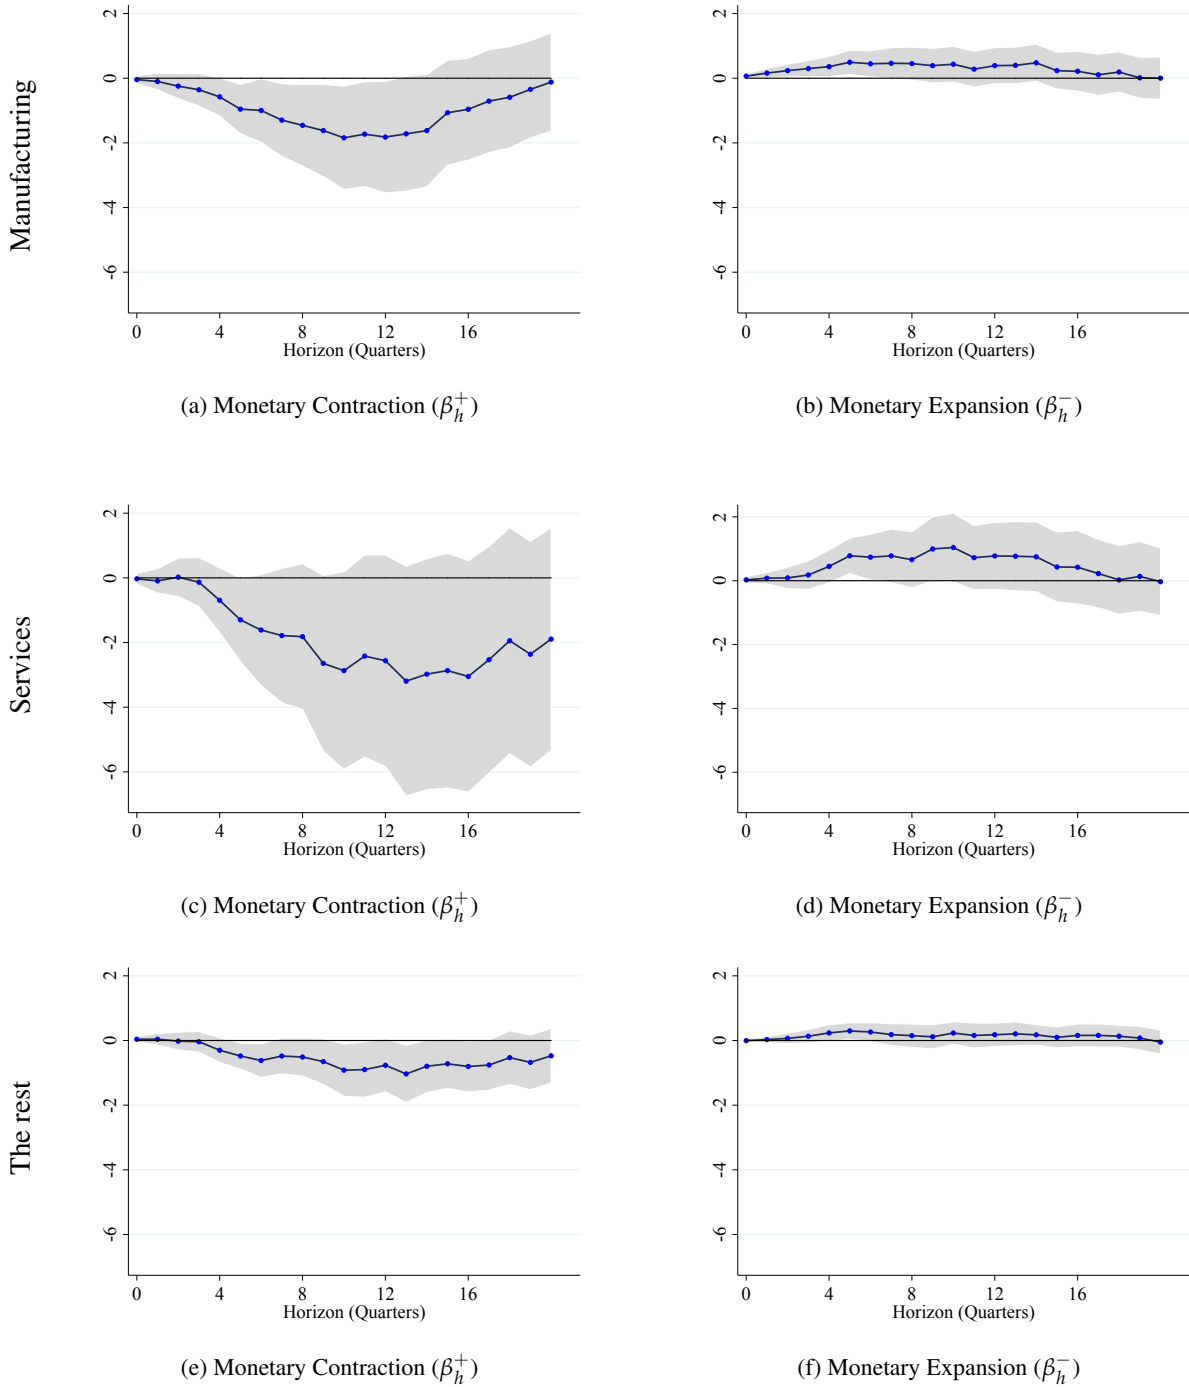 Manufacturing
2
0
-2
-4
-6
0 4 8 12 16
Horizon (Quarters)
(a) Monetary Contraction (β_h^+)
2
0
-2
-4
-6
0 4 8 12 16
Horizon (Quarters)
(b) Monetary Expansion (β_h^-)
Services
2
0
-2
-4
-6
0 4 8 12 16
Horizon (Quarters)
(c) Monetary Contraction (β_h^+)
2
0
-2
-4
-6
0 4 8 12 16
Horizon (Quarters)
(d) Monetary Expansion (β_h^-)
The rest
2
0
-2
-4
-6
0 4 8 12 16
Horizon (Quarters)
(e) Monetary Contraction (β_h^+)
2
0
-2
-4
-6
0 4 8 12 16
Horizon (Quarters)
(f) Monetary Expansion (β_h^-)